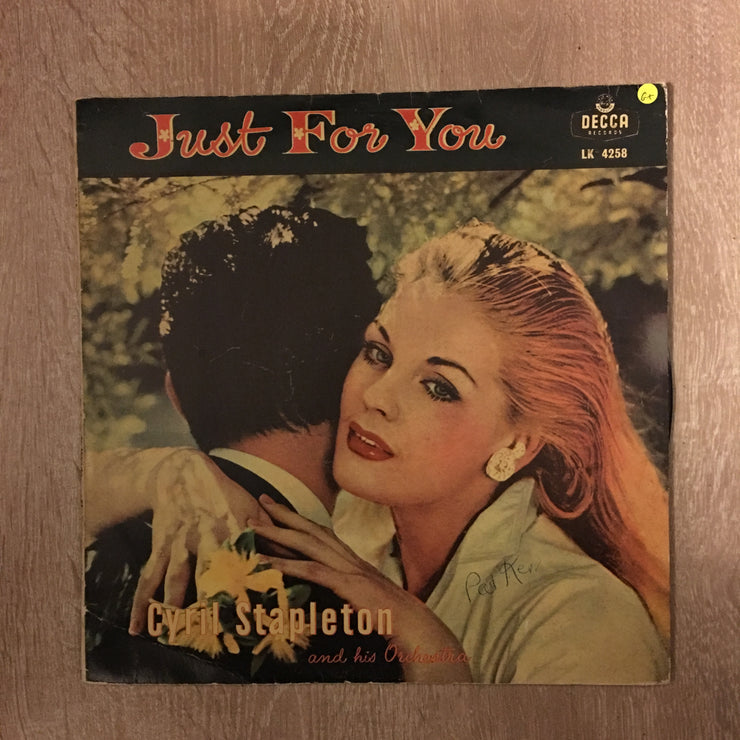 Just For You
G+
DECCA
RECORDS
LK 4258
Cyril Stapleton
and his Orchestra